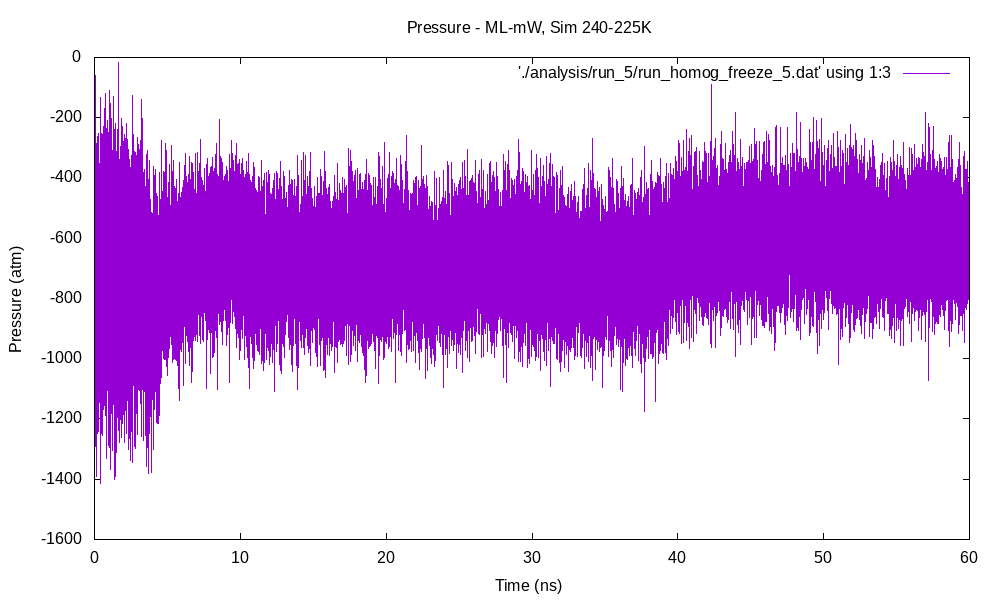 Pressure - ML-mW, Sim 240-225K
'./analysis/run_5/run_homog_freeze_5.dat' using 1:3
0
-200
-400
-600
-800
-1000
-1200
-1400
-1600
Pressure (atm)
0 10 20 30 40 50 60
Time (ns)